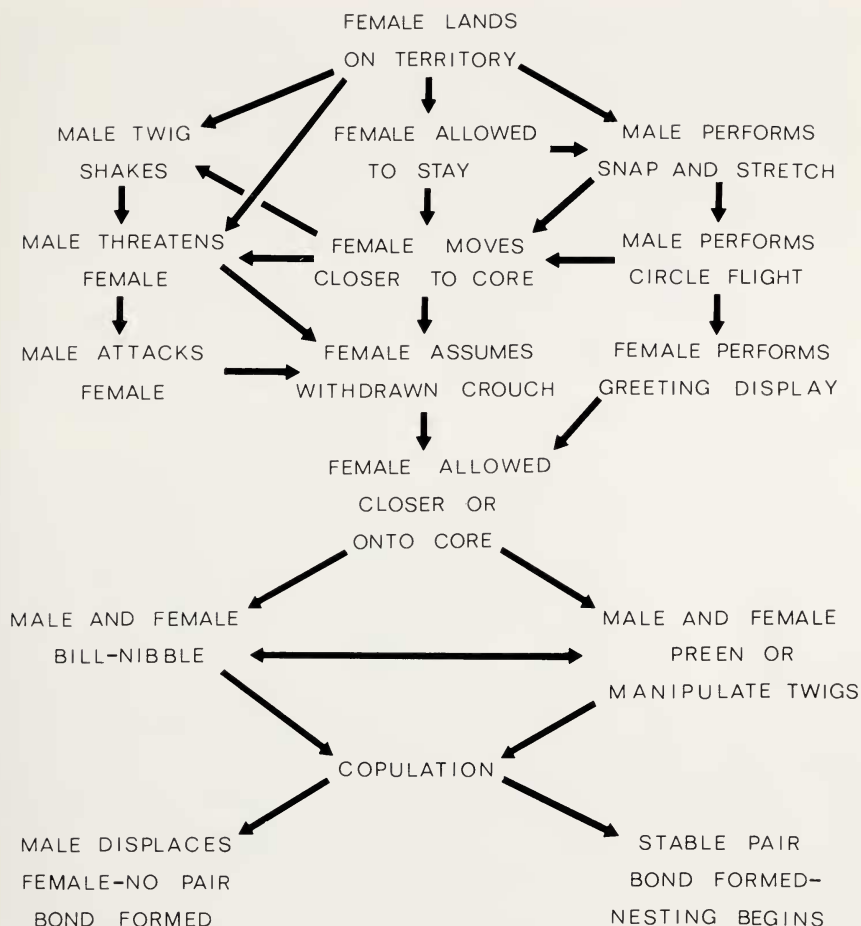 FEMALE LANDS
ON TERRITORY
MALE TWIG
SHAKES
FEMALE ALLOWED
TO STAY
MALE PERFORMS
SNAP AND STRETCH
MALE THREATENS
FEMALE
FEMALE MOVES
CLOSER TO CORE
MALE PERFORMS
CIRCLE FLIGHT
MALE ATTACKS
FEMALE
FEMALE ASSUMES
WITHDRAWN CROUCH
FEMALE PERFORMS
GREETING DISPLAY
FEMALE ALLOWED
CLOSER OR
ONTO CORE
MALE AND FEMALE
BILL-NIBBLE
MALE AND FEMALE
PREEN OR
MANIPULATE TWIGS
COPULATION
MALE DISPLACES
FEMALE-NO PAIR
BOND FORMED
STABLE PAIR
BOND FORMED-
NESTING BEGINS